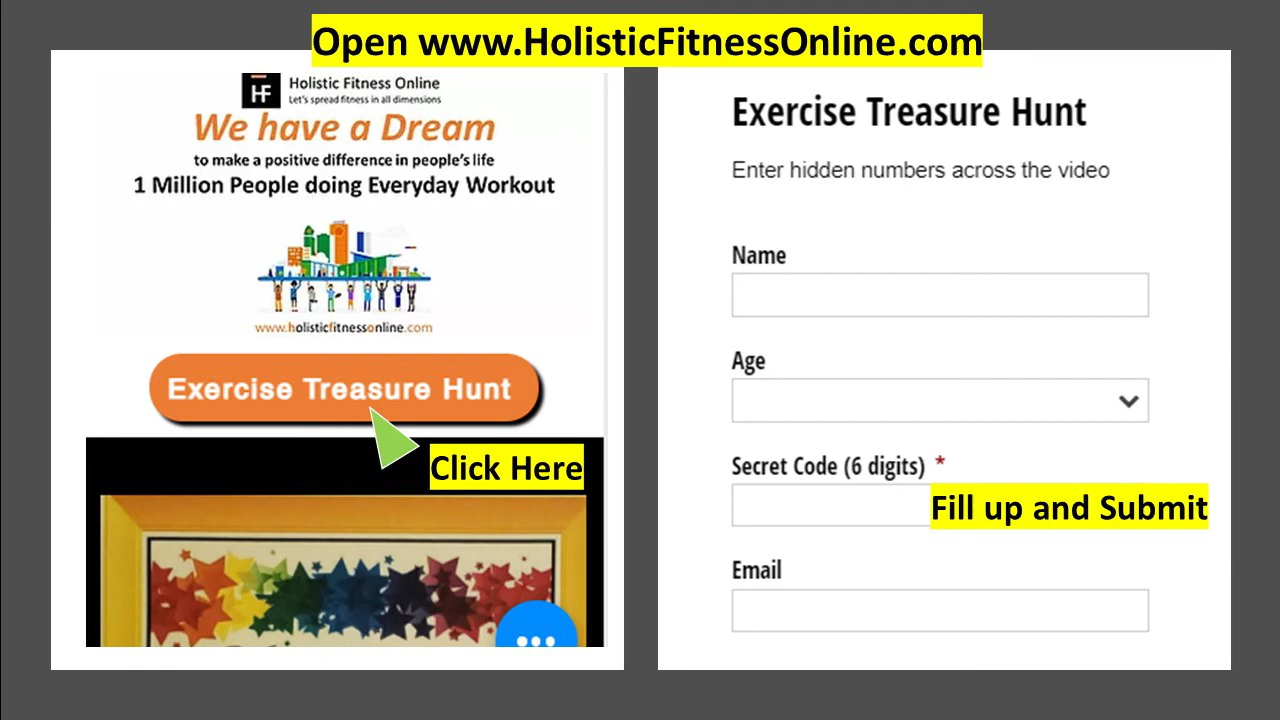 Open www.HolisticFitnessOnline.com
HF
Holistic Fitness Online
Let's spread fitness in all dimensions
We have a Dream
to make a positive difference in people's life
1 Million People doing Everyday Workout
www.holisticfitnessonline.com
Exercise Treasure Hunt
Click Here
Exercise Treasure Hunt
Enter hidden numbers across the video
Name
Age
Secret Code (6 digits) *
Fill up and Submit
Email